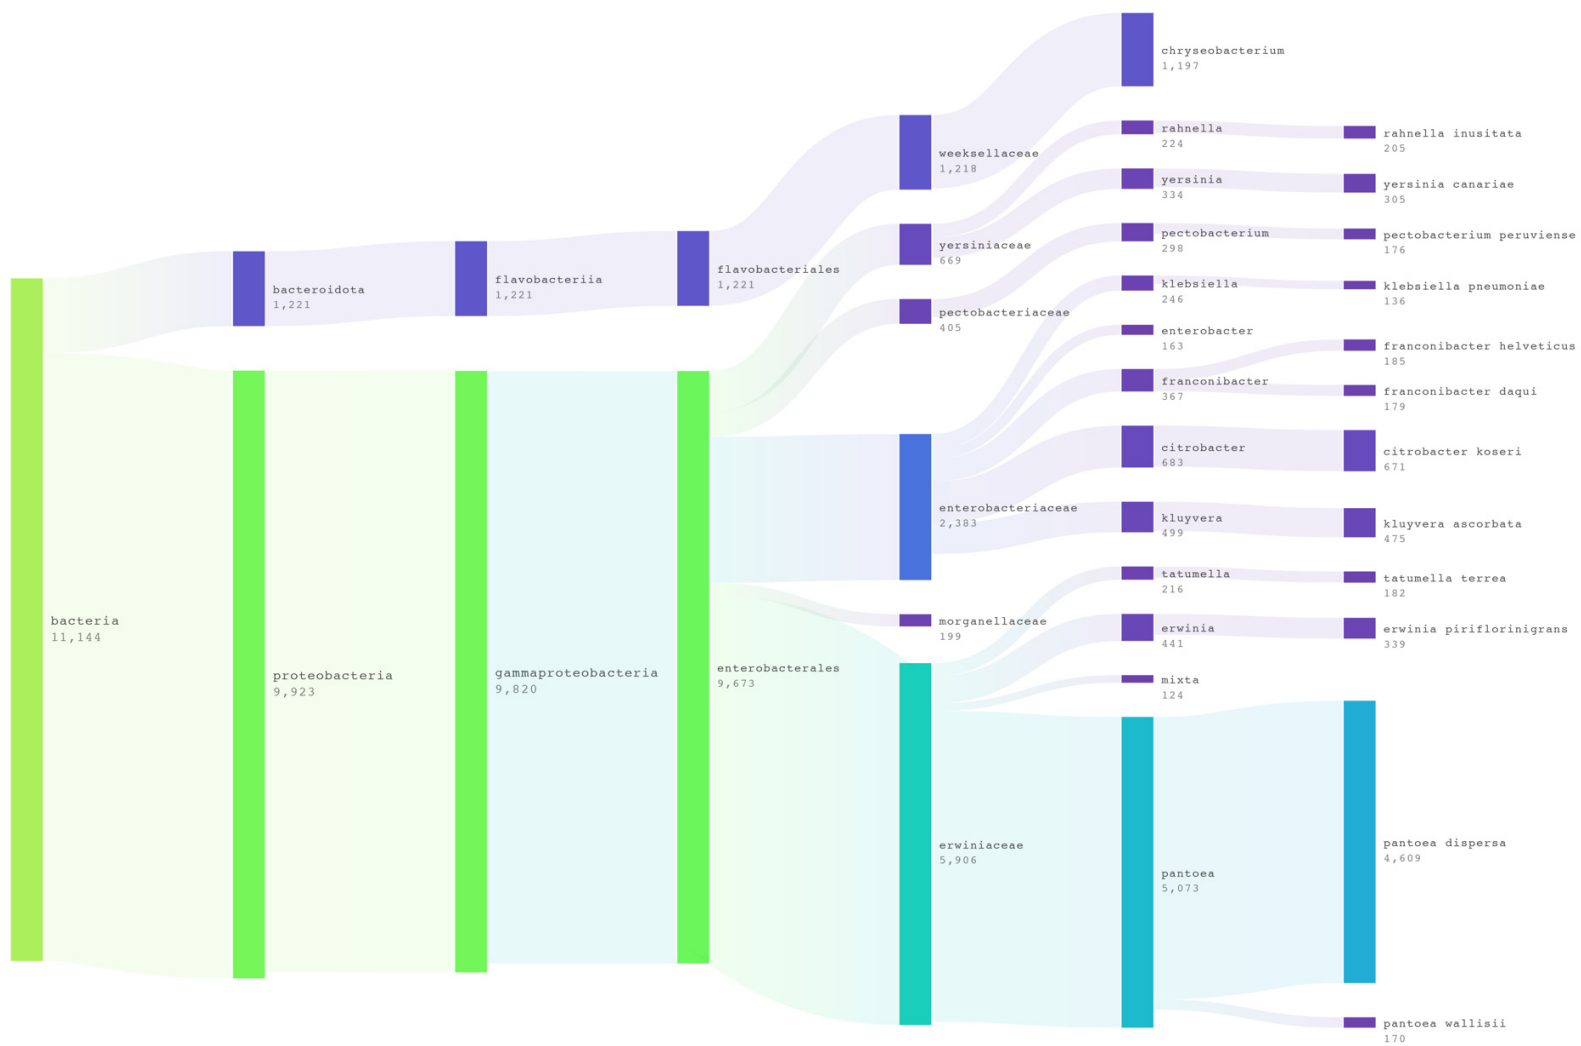 bacteria
11,144
bacteroidota
1,221
proteobacteria
9,923
flavobacteriia
1,221
gammaproteobacteria
9,820
flavobacteriales
1,221
enterobacterales
9,673
weeksellaceae
1,218
yersiniaceae
669
pectobacteriaceae
405
enterobacteriaceae
2,383
morganellaceae
199
erwiniaceae
5,906
chryseobacterium
1,197
rahnella
224
yersinia
334
pectobacterium
298
klebsiella
246
enterobacter
163
franconibacter
367
citrobacter
683
kluyvera
499
tatumella
216
erwinia
441
mixta
124
pantoea
5,073
rahnella inusitata
205
yersinia canariae
305
pectobacterium peruviense
176
klebsiella pneumoniae
136
franconibacter helveticus
185
franconibacter daqui
179
citrobacter koseri
671
kluyvera ascorbata
475
tatumella terrea
182
erwinia piriflorinigrans
339
pantoea dispersa
4,609
pantoea wallisii
170